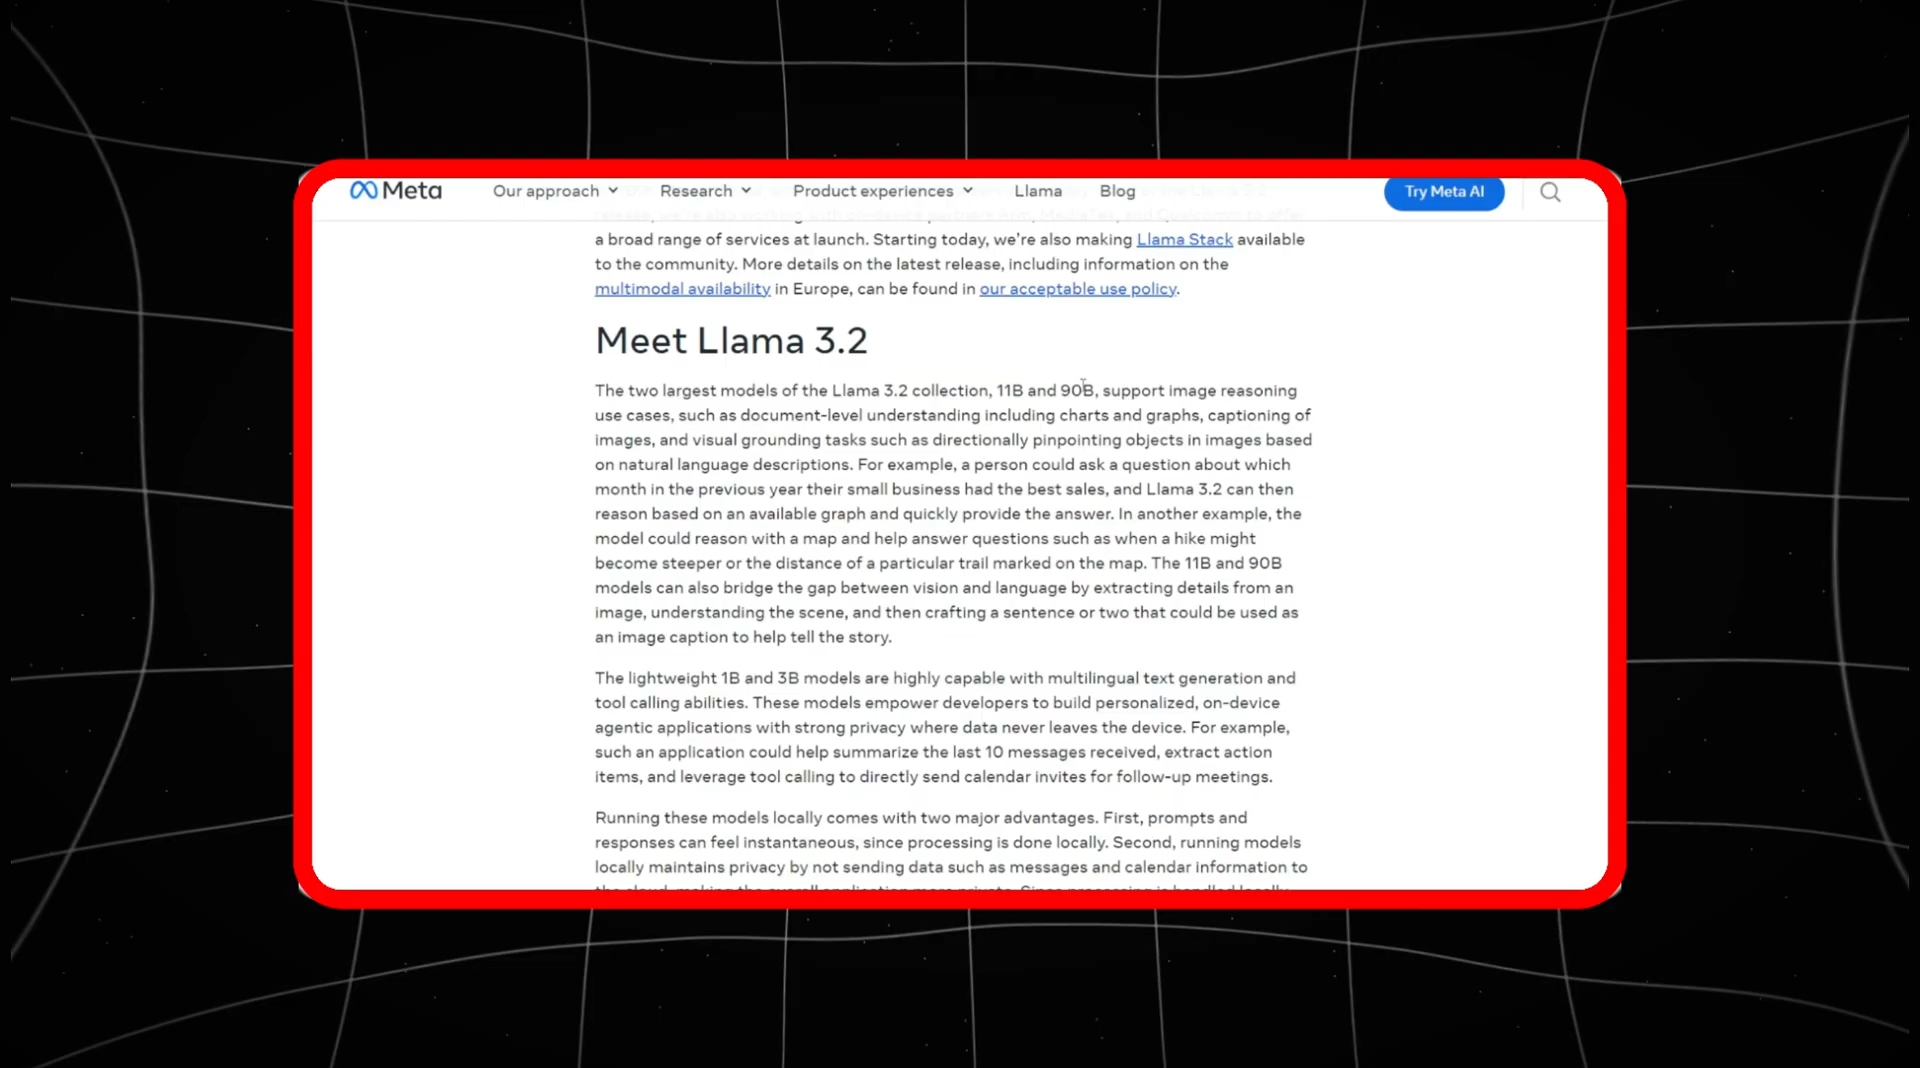 Meta
Our approach
Research
Product experiences
Llama
Blog
Try Meta AI
a broad range of services at launch. Starting today, we're also making Llama Stack available
to the community. More details on the latest release, including information on the
multimodal availability in Europe, can be found in our acceptable use policy.
Meet Llama 3.2
The two largest models of the Llama 3.2 collection, 11B and 90B, support image reasoning
use cases, such as document-level understanding including charts and graphs, captioning of
images, and visual grounding tasks such as directionally pinpointing objects in images based
on natural language descriptions. For example, a person could ask a question about which
month in the previous year their small business had the best sales, and Llama 3.2 can then
reason based on an available graph and quickly provide the answer. In another example, the
model could reason with a map and help answer questions such as when a hike might
become steeper or the distance of a particular trail marked on the map. The 11B and 90B
models can also bridge the gap between vision and language by extracting details from an
image, understanding the scene, and then crafting a sentence or two that could be used as
an image caption to help tell the story.
The lightweight 1B and 3B models are highly capable with multilingual text generation and
tool calling abilities. These models empower developers to build personalized, on-device
agentic applications with strong privacy where data never leaves the device. For example,
such an application could help summarize the last 10 messages received, extract action
items, and leverage tool calling to directly send calendar invites for follow-up meetings.
Running these models locally comes with two major advantages. First, prompts and
responses can feel instantaneous, since processing is done locally. Second, running models
locally maintains privacy by not sending data such as messages and calendar information to
the cloud, making the overall application more private. Since processing is handled locally,